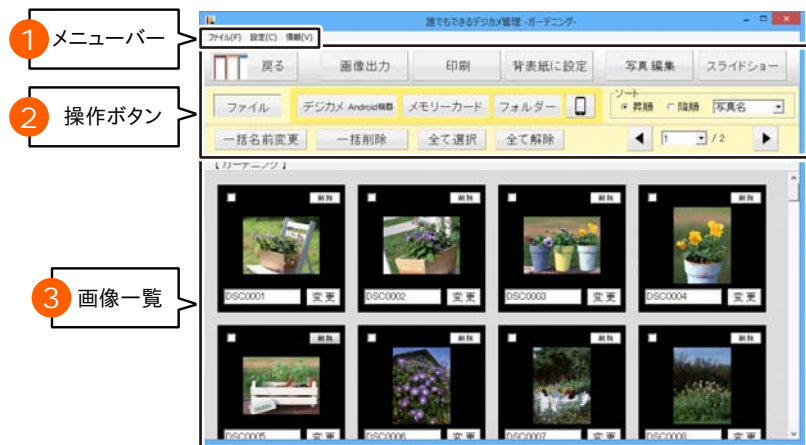 誰でもできるデジカメ管理 -ガーデニング-
1 メニューバー
ファイル(F) 設定(C) 情報(V)
戻る 画像出力 印刷 背表紙に設定 写真編集 スライドショー
2 操作ボタン
ファイル デジカメ Android機器 メモリーカード フォルダー
ソート
昇順 降順 写真名
一括名前変更 一括削除 全て選択 全て解除 1 / 2
【ガーデニング】
削除 削除 削除 削除
3 画像一覧
DSC0001 変更 DSC0002 変更 DSC0003 変更 DSC0004 変更
削除 削除 削除 削除
DSC0005 変更 DSC0006 変更 DSC0007 変更 DSC0008 変更